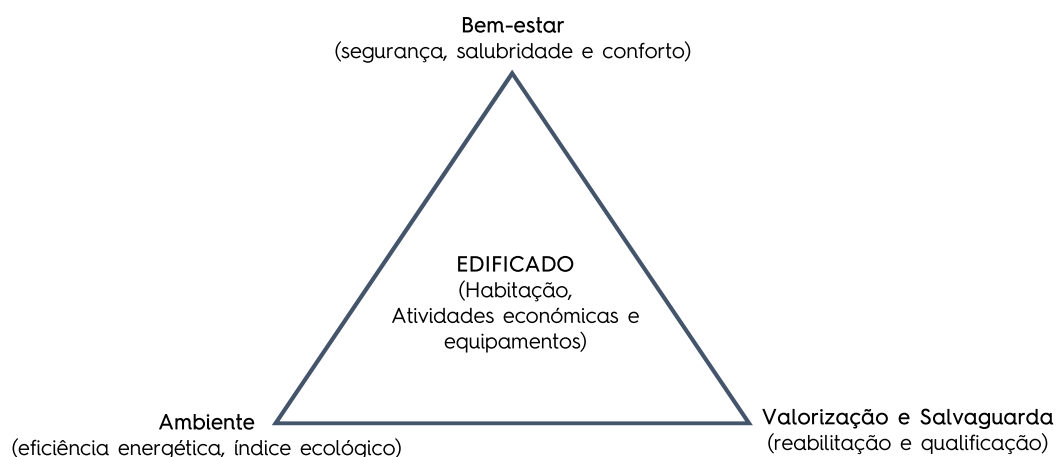 Bem-estar
(segurança, salubridade e conforto)
EDIFICADO
(Habitação,
Atividades económicas e
equipamentos)
Ambiente
(eficiência energética, índice ecológico)
Valorização e Salvaguarda
(reabilitação e qualificação)